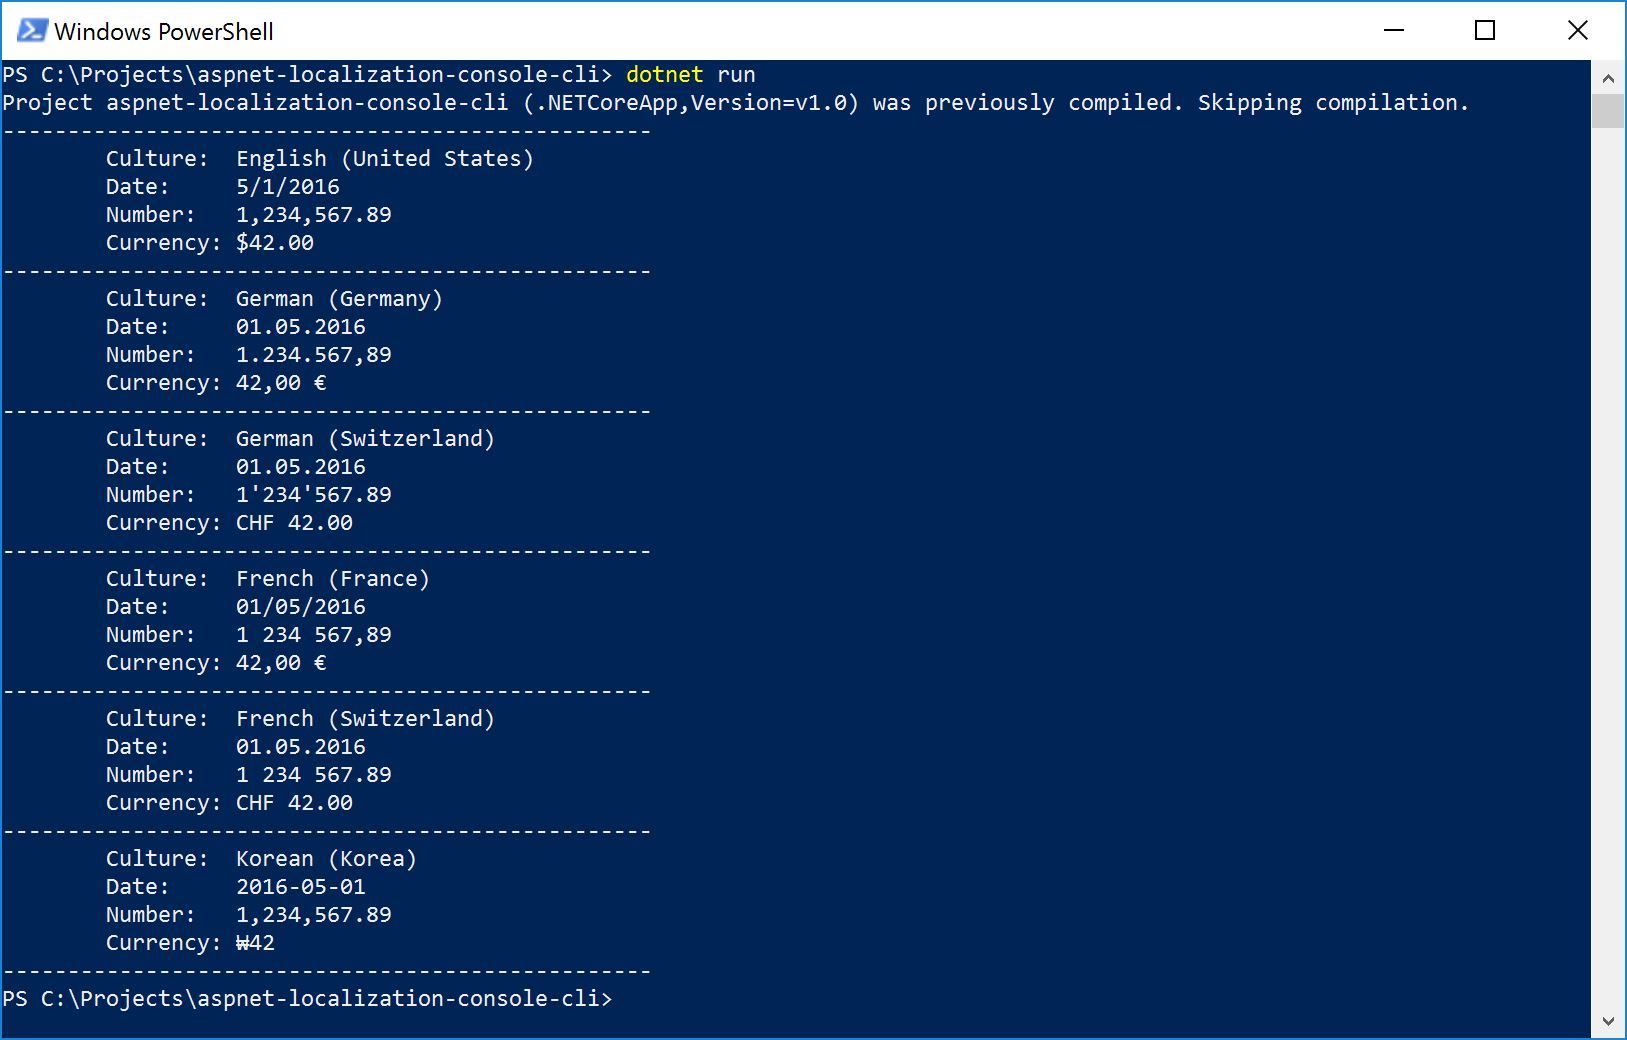 Windows PowerShell
PS C:\Projects\aspnet-localization-console-cli> dotnet run
Project aspnet-localization-console-cli (.NETCoreApp,Version=v1.0) was previously compiled. Skipping compilation.
--------------------------------------------------
        Culture:  English (United States)
        Date:     5/1/2016
        Number:   1,234,567.89
        Currency: $42.00
--------------------------------------------------
        Culture:  German (Germany)
        Date:     01.05.2016
        Number:   1.234.567,89
        Currency: 42,00 €
--------------------------------------------------
        Culture:  German (Switzerland)
        Date:     01.05.2016
        Number:   1'234'567.89
        Currency: CHF 42.00
--------------------------------------------------
        Culture:  French (France)
        Date:     01/05/2016
        Number:   1 234 567,89
        Currency: 42,00 €
--------------------------------------------------
        Culture:  French (Switzerland)
        Date:     01.05.2016
        Number:   1 234 567.89
        Currency: CHF 42.00
--------------------------------------------------
        Culture:  Korean (Korea)
        Date:     2016-05-01
        Number:   1,234,567.89
        Currency: ₩42
--------------------------------------------------
PS C:\Projects\aspnet-localization-console-cli>